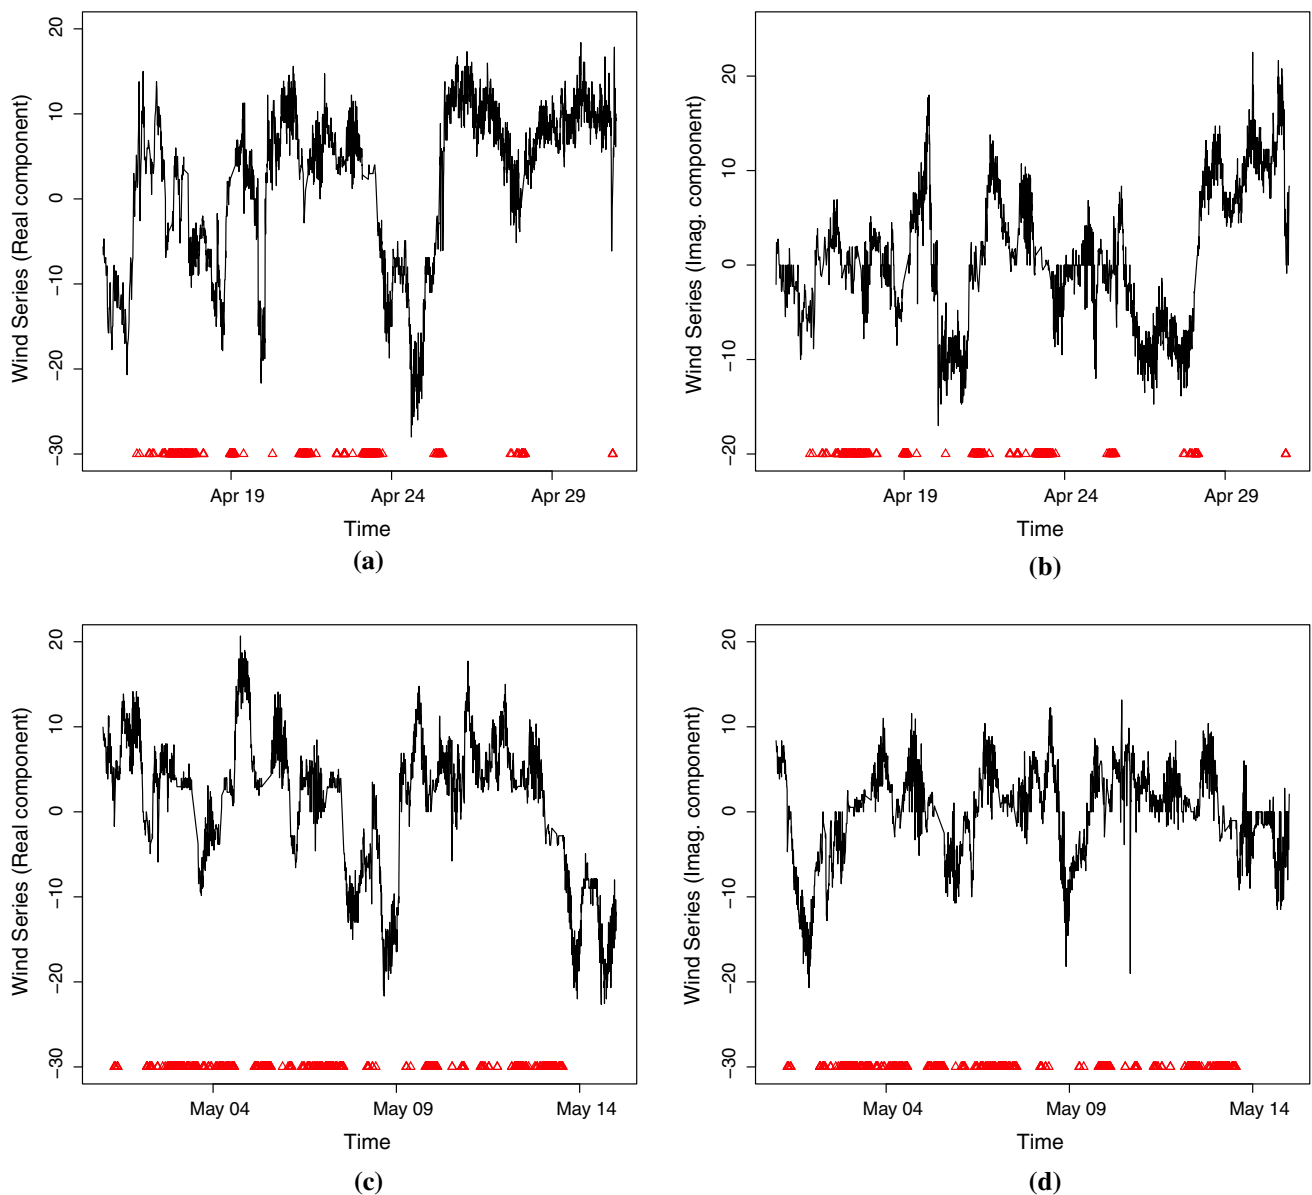 Wind Series (Real component)
20
10
0
−10
−20
−30
Apr 19 Apr 24 Apr 29
Time
(a)
Wind Series (Imag. component)
20
10
0
−10
−20
Apr 19 Apr 24 Apr 29
Time
(b)
Wind Series (Real component)
20
10
0
−10
−20
−30
May 04 May 09 May 14
Time
(c)
Wind Series (Imag. component)
20
10
0
−10
−20
−30
May 04 May 09 May 14
Time
(d)